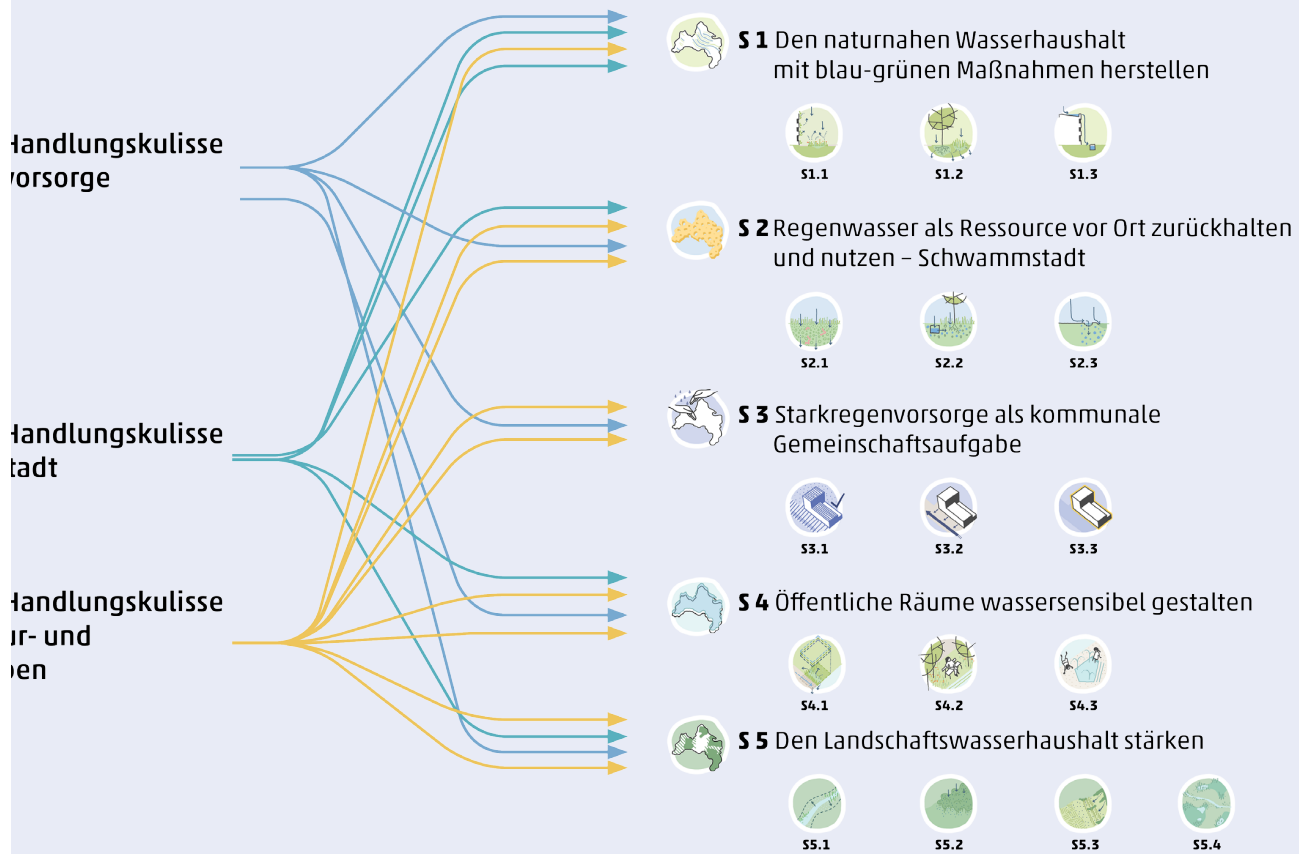 Handlungskulisse
vorsorge
Handlungskulisse
tadt
Handlungskulisse
ur- und
en
S 1 Den naturnahen Wasserhaushalt
mit blau-grünen Maßnahmen herstellen
S1.1 S1.2 S1.3
S 2 Regenwasser als Ressource vor Ort zurückhalten
und nutzen – Schwammstadt
S2.1 S2.2 S2.3
S 3 Starkregenvorsorge als kommunale
Gemeinschaftsaufgabe
S3.1 S3.2 S3.3
S 4 Öffentliche Räume wassersensibel gestalten
S4.1 S4.2 S4.3
S 5 Den Landschaftswasserhaushalt stärken
S5.1 S5.2 S5.3 S5.4